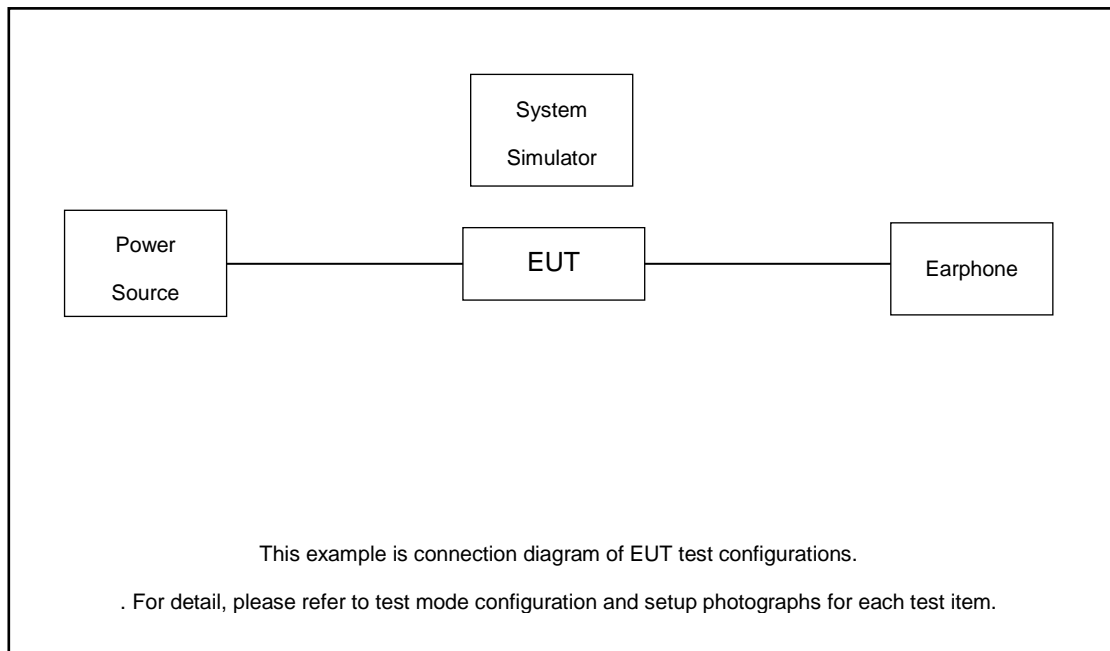 System
Simulator
Power
Source
EUT
Earphone
This example is connection diagram of EUT test configurations.
. For detail, please refer to test mode configuration and setup photographs for each test item.